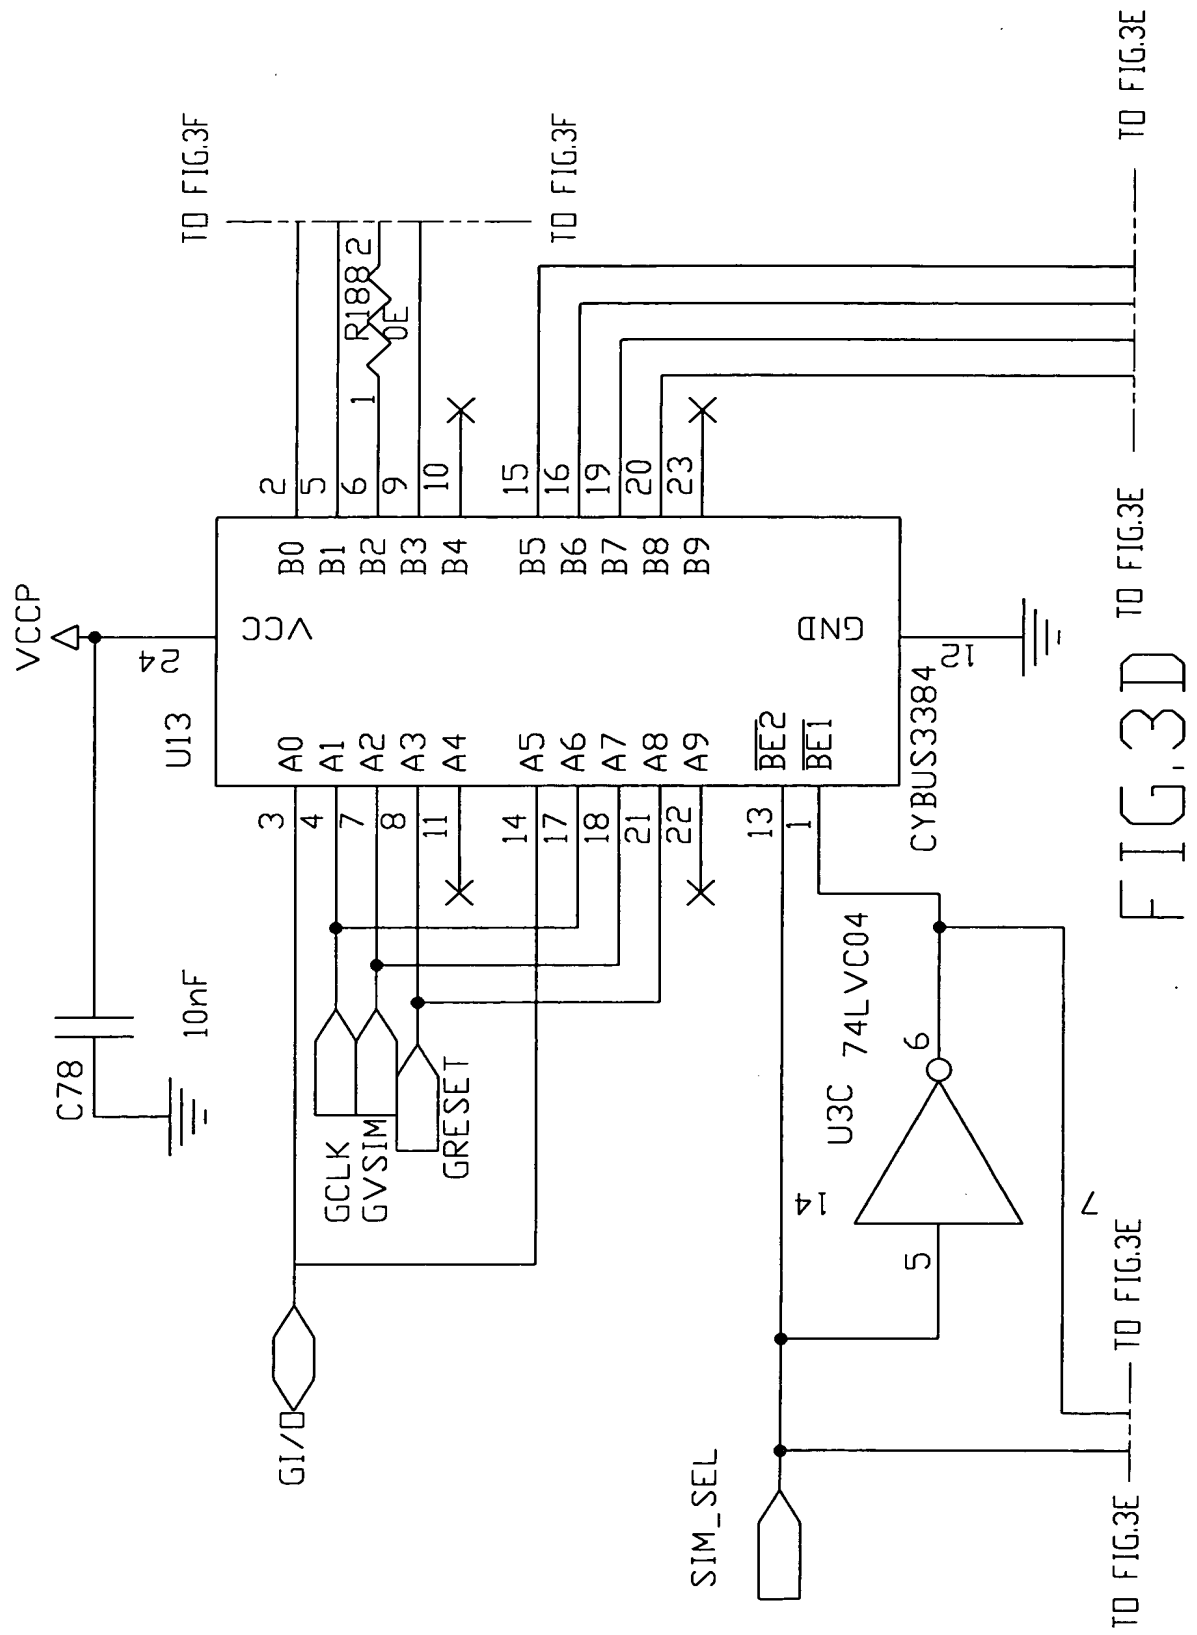 VCCP
C78
10nF
24
U13
VCC
GI/O
3 A0 B0 2
4 A1 B1 5
7 A2 B2 6
8 A3 B3 9
11 A4 B4 10
14 A5 B5 15
17 A6 B6 16
18 A7 B7 19
21 A8 B8 20
22 A9 B9 23
13 BE2
1 BE1
GND
12
CYBUS3384
1 R188 2
0E
TO FIG.3F
TO FIG.3F
GCLK
GVSIM
GRESET
SIM_SEL
U3C 74LVC04
14
5
6
7
TO FIG.3E
TO FIG.3E
TO FIG.3E
TO FIG.3E
FIG.3D